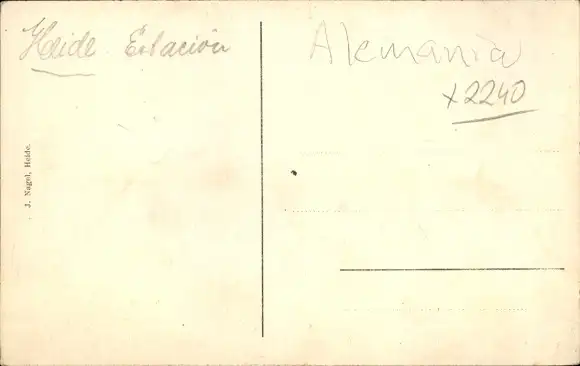 Heide Estación
Alemania
x2240
J. Nagel, Heide.